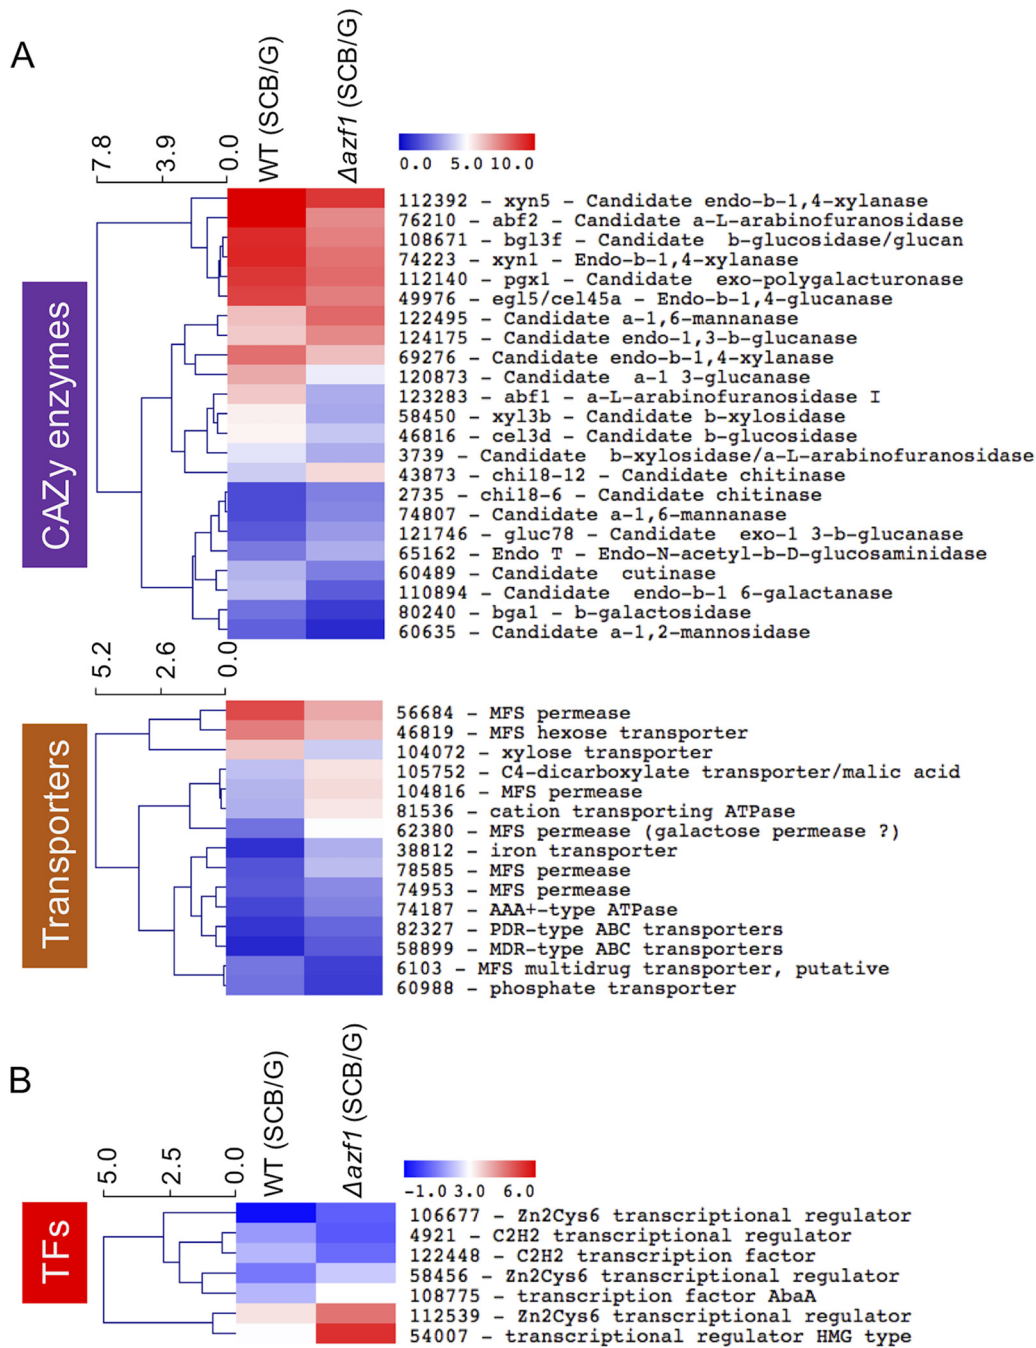 A
WT (SCB/G)
Δazf1 (SCB/G)
7.8
3.9
0.0
0.0 5.0 10.0
CAZy enzymes
112392 – xyn5 – Candidate endo-b-1,4-xylanase
76210 – abf2 – Candidate a-L-arabinofuranosidase
108671 – bgl3f – Candidate b-glucosidase/glucan
74223 – xyn1 – Endo-b-1,4-xylanase
112140 – pgx1 – Candidate exo-polygalacturonase
49976 – egl5/cel45a – Endo-b-1,4-glucanase
122495 – Candidate a-1,6-mannanase
124175 – Candidate endo-1,3-b-glucanase
69276 – Candidate endo-b-1,4-xylanase
120873 – Candidate a-1 3-glucanase
123283 – abf1 – a-L-arabinofuranosidase I
58450 – xyl3b – Candidate b-xylosidase
46816 – cel3d – Candidate b-glucosidase
3739 – Candidate b-xylosidase/a-L-arabinofuranosidase
43873 – chi18-12 – Candidate chitinase
2735 – chi18-6 – Candidate chitinase
74807 – Candidate a-1,6-mannanase
121746 – gluc78 – Candidate exo-1 3-b-glucanase
65162 – Endo T – Endo-N-acetyl-b-D-glucosaminidase
60489 – Candidate cutinase
110894 – Candidate endo-b-1 6-galactanase
80240 – bga1 – b-galactosidase
60635 – Candidate a-1,2-mannosidase
5.2
2.6
0.0
Transporters
56684 – MFS permease
46819 – MFS hexose transporter
104072 – xylose transporter
105752 – C4-dicarboxylate transporter/malic acid
104816 – MFS permease
81536 – cation transporting ATPase
62380 – MFS permease (galactose permease ?)
38812 – iron transporter
78585 – MFS permease
74953 – MFS permease
74187 – AAA+-type ATPase
82327 – PDR-type ABC transporters
58899 – MDR-type ABC transporters
6103 – MFS multidrug transporter, putative
60988 – phosphate transporter
B
WT (SCB/G)
Δazf1 (SCB/G)
5.0
2.5
0.0
−1.0 3.0 6.0
TFs
106677 – Zn2Cys6 transcriptional regulator
4921 – C2H2 transcriptional regulator
122448 – C2H2 transcription factor
58456 – Zn2Cys6 transcriptional regulator
108775 – transcription factor AbaA
112539 – Zn2Cys6 transcriptional regulator
54007 – transcriptional regulator HMG type